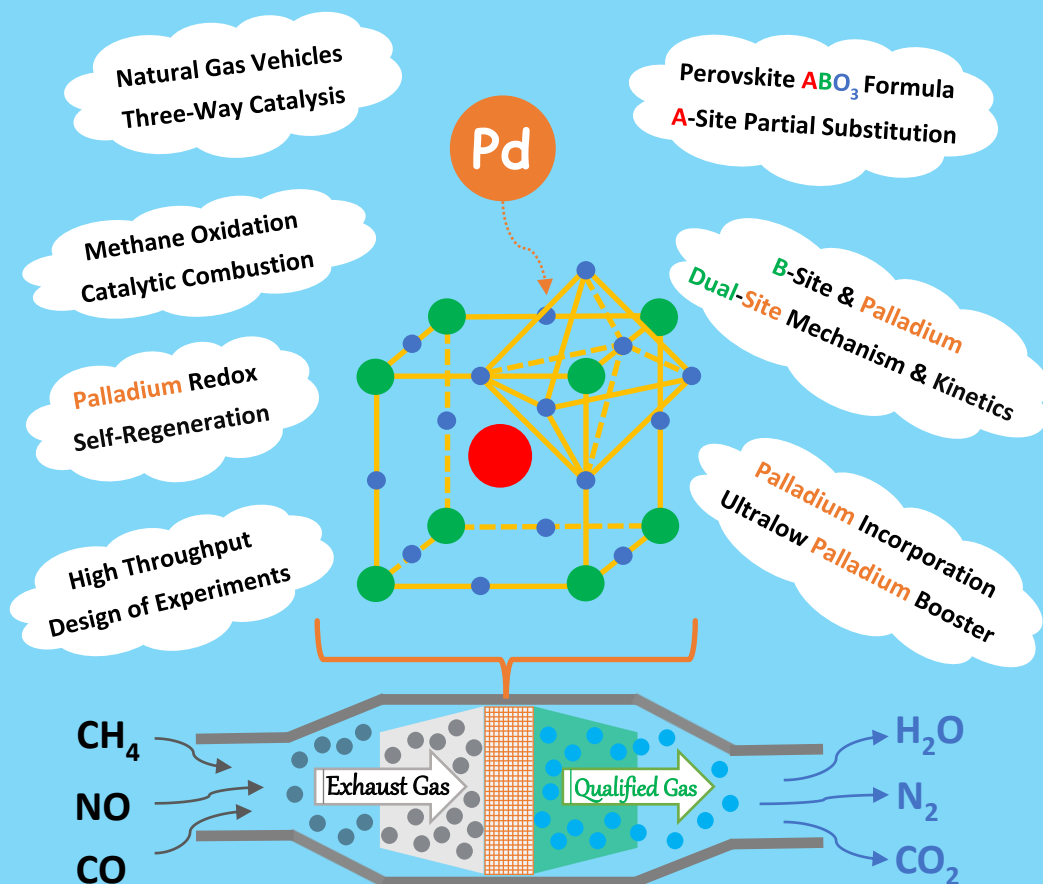 Natural Gas Vehicles
Three-Way Catalysis
Perovskite ABO₃ Formula
A-Site Partial Substitution
Pd
Methane Oxidation
Catalytic Combustion
B-Site & Palladium
Dual-Site Mechanism & Kinetics
Palladium Redox
Self-Regeneration
Palladium Incorporation
Ultralow Palladium Booster
High Throughput
Design of Experiments
CH₄
NO
CO
Exhaust Gas
Qualified Gas
H₂O
N₂
CO₂